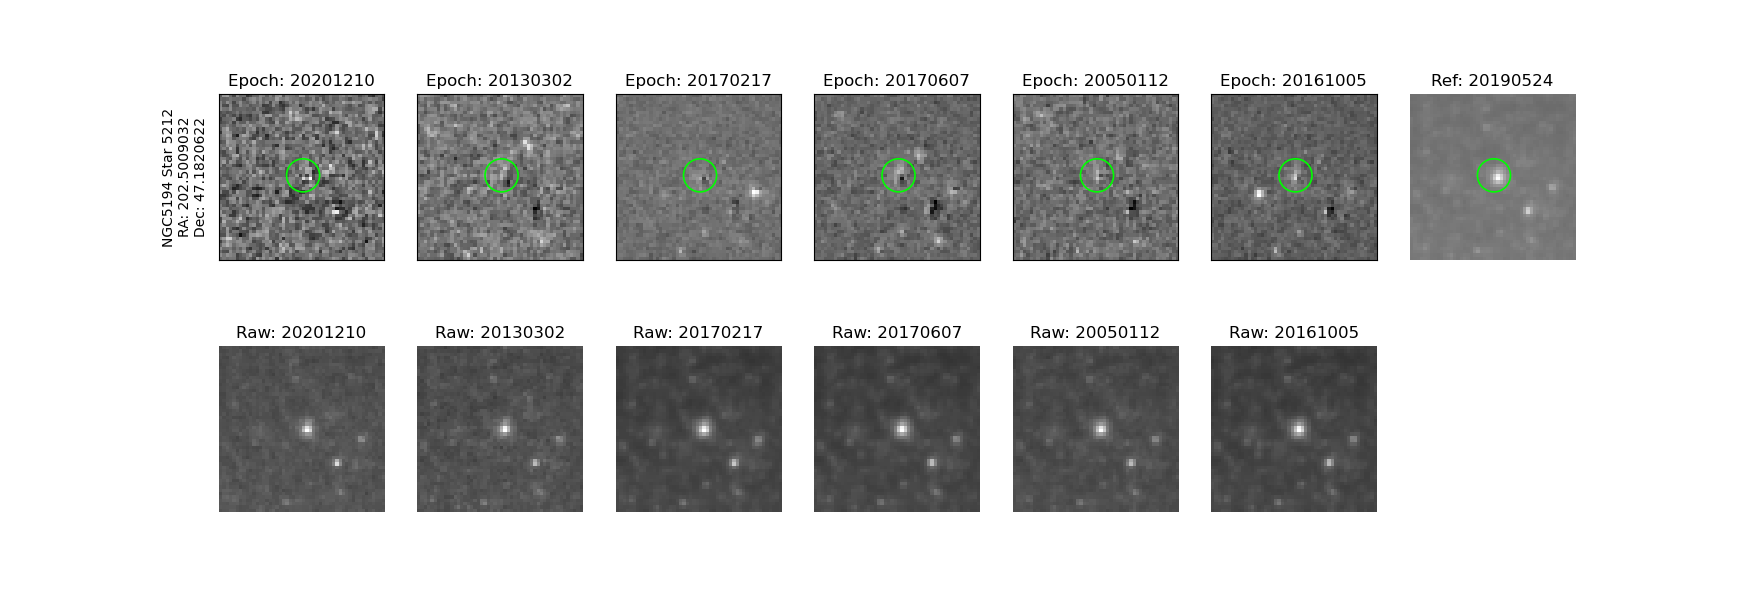 NGC5194 Star 5212
RA: 202.5009032
Dec: 47.1820622
Epoch: 20201210
Epoch: 20130302
Epoch: 20170217
Epoch: 20170607
Epoch: 20050112
Epoch: 20161005
Ref: 20190524
Raw: 20201210
Raw: 20130302
Raw: 20170217
Raw: 20170607
Raw: 20050112
Raw: 20161005